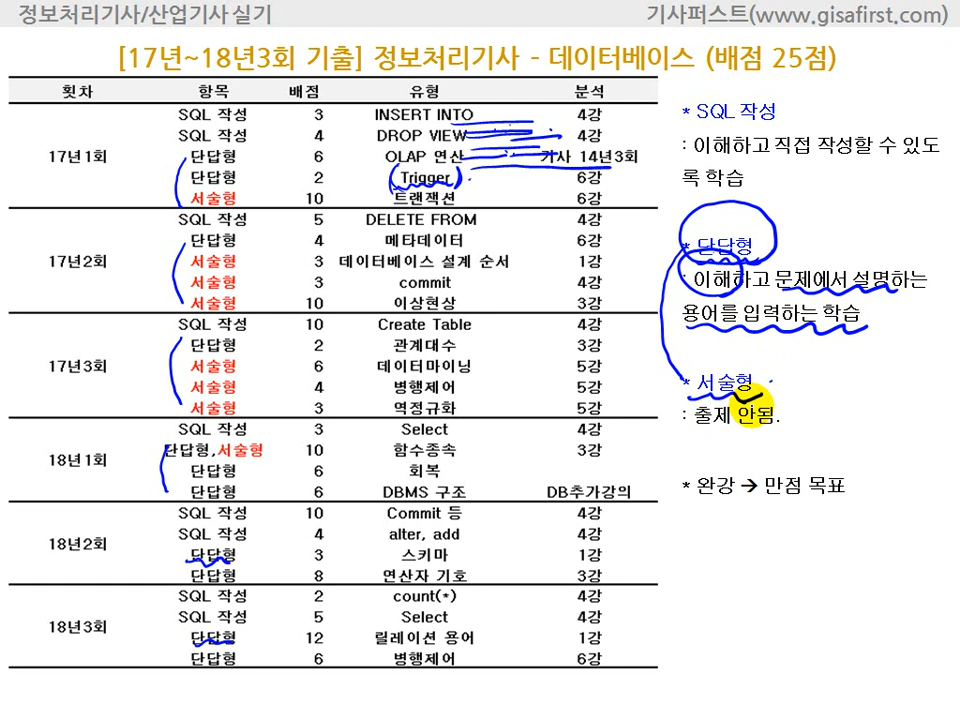 정보처리기사/산업기사 실기
기사퍼스트(www.gisafirst.com)
[17년~18년3회 기출] 정보처리기사 - 데이터베이스 (배점 25점)
횟차 항목 배점 유형 분석
17년1회
SQL 작성 3 INSERT INTO 4강
SQL 작성 4 DROP VIEW 4강
단답형 6 OLAP 연산 기사 14년3회
단답형 2 Trigger 6강
서술형 10 트랜잭션 6강
17년2회
SQL 작성 5 DELETE FROM 4강
단답형 4 메타데이터 6강
서술형 3 데이터베이스 설계 순서 1강
서술형 3 commit 4강
서술형 10 이상현상 3강
17년3회
SQL 작성 10 Create Table 4강
단답형 2 관계대수 3강
서술형 6 데이터마이닝 5강
서술형 4 병행제어 5강
서술형 3 역정규화 5강
18년1회
SQL 작성 3 Select 4강
단답형,서술형 10 함수종속 3강
단답형 6 회복
단답형 6 DBMS 구조 DB추가강의
18년2회
SQL 작성 10 Commit 등 4강
SQL 작성 4 alter, add 4강
단답형 3 스키마 1강
단답형 8 연산자 기호 3강
18년3회
SQL 작성 2 count(*) 4강
SQL 작성 5 Select 4강
단답형 12 릴레이션 용어 1강
단답형 6 병행제어 6강
* SQL 작성
: 이해하고 직접 작성할 수 있도
록 학습
* 단답형
: 이해하고 문제에서 설명하는
용어를 입력하는 학습
* 서술형
: 출제 안됨.
* 완강 → 만점 목표